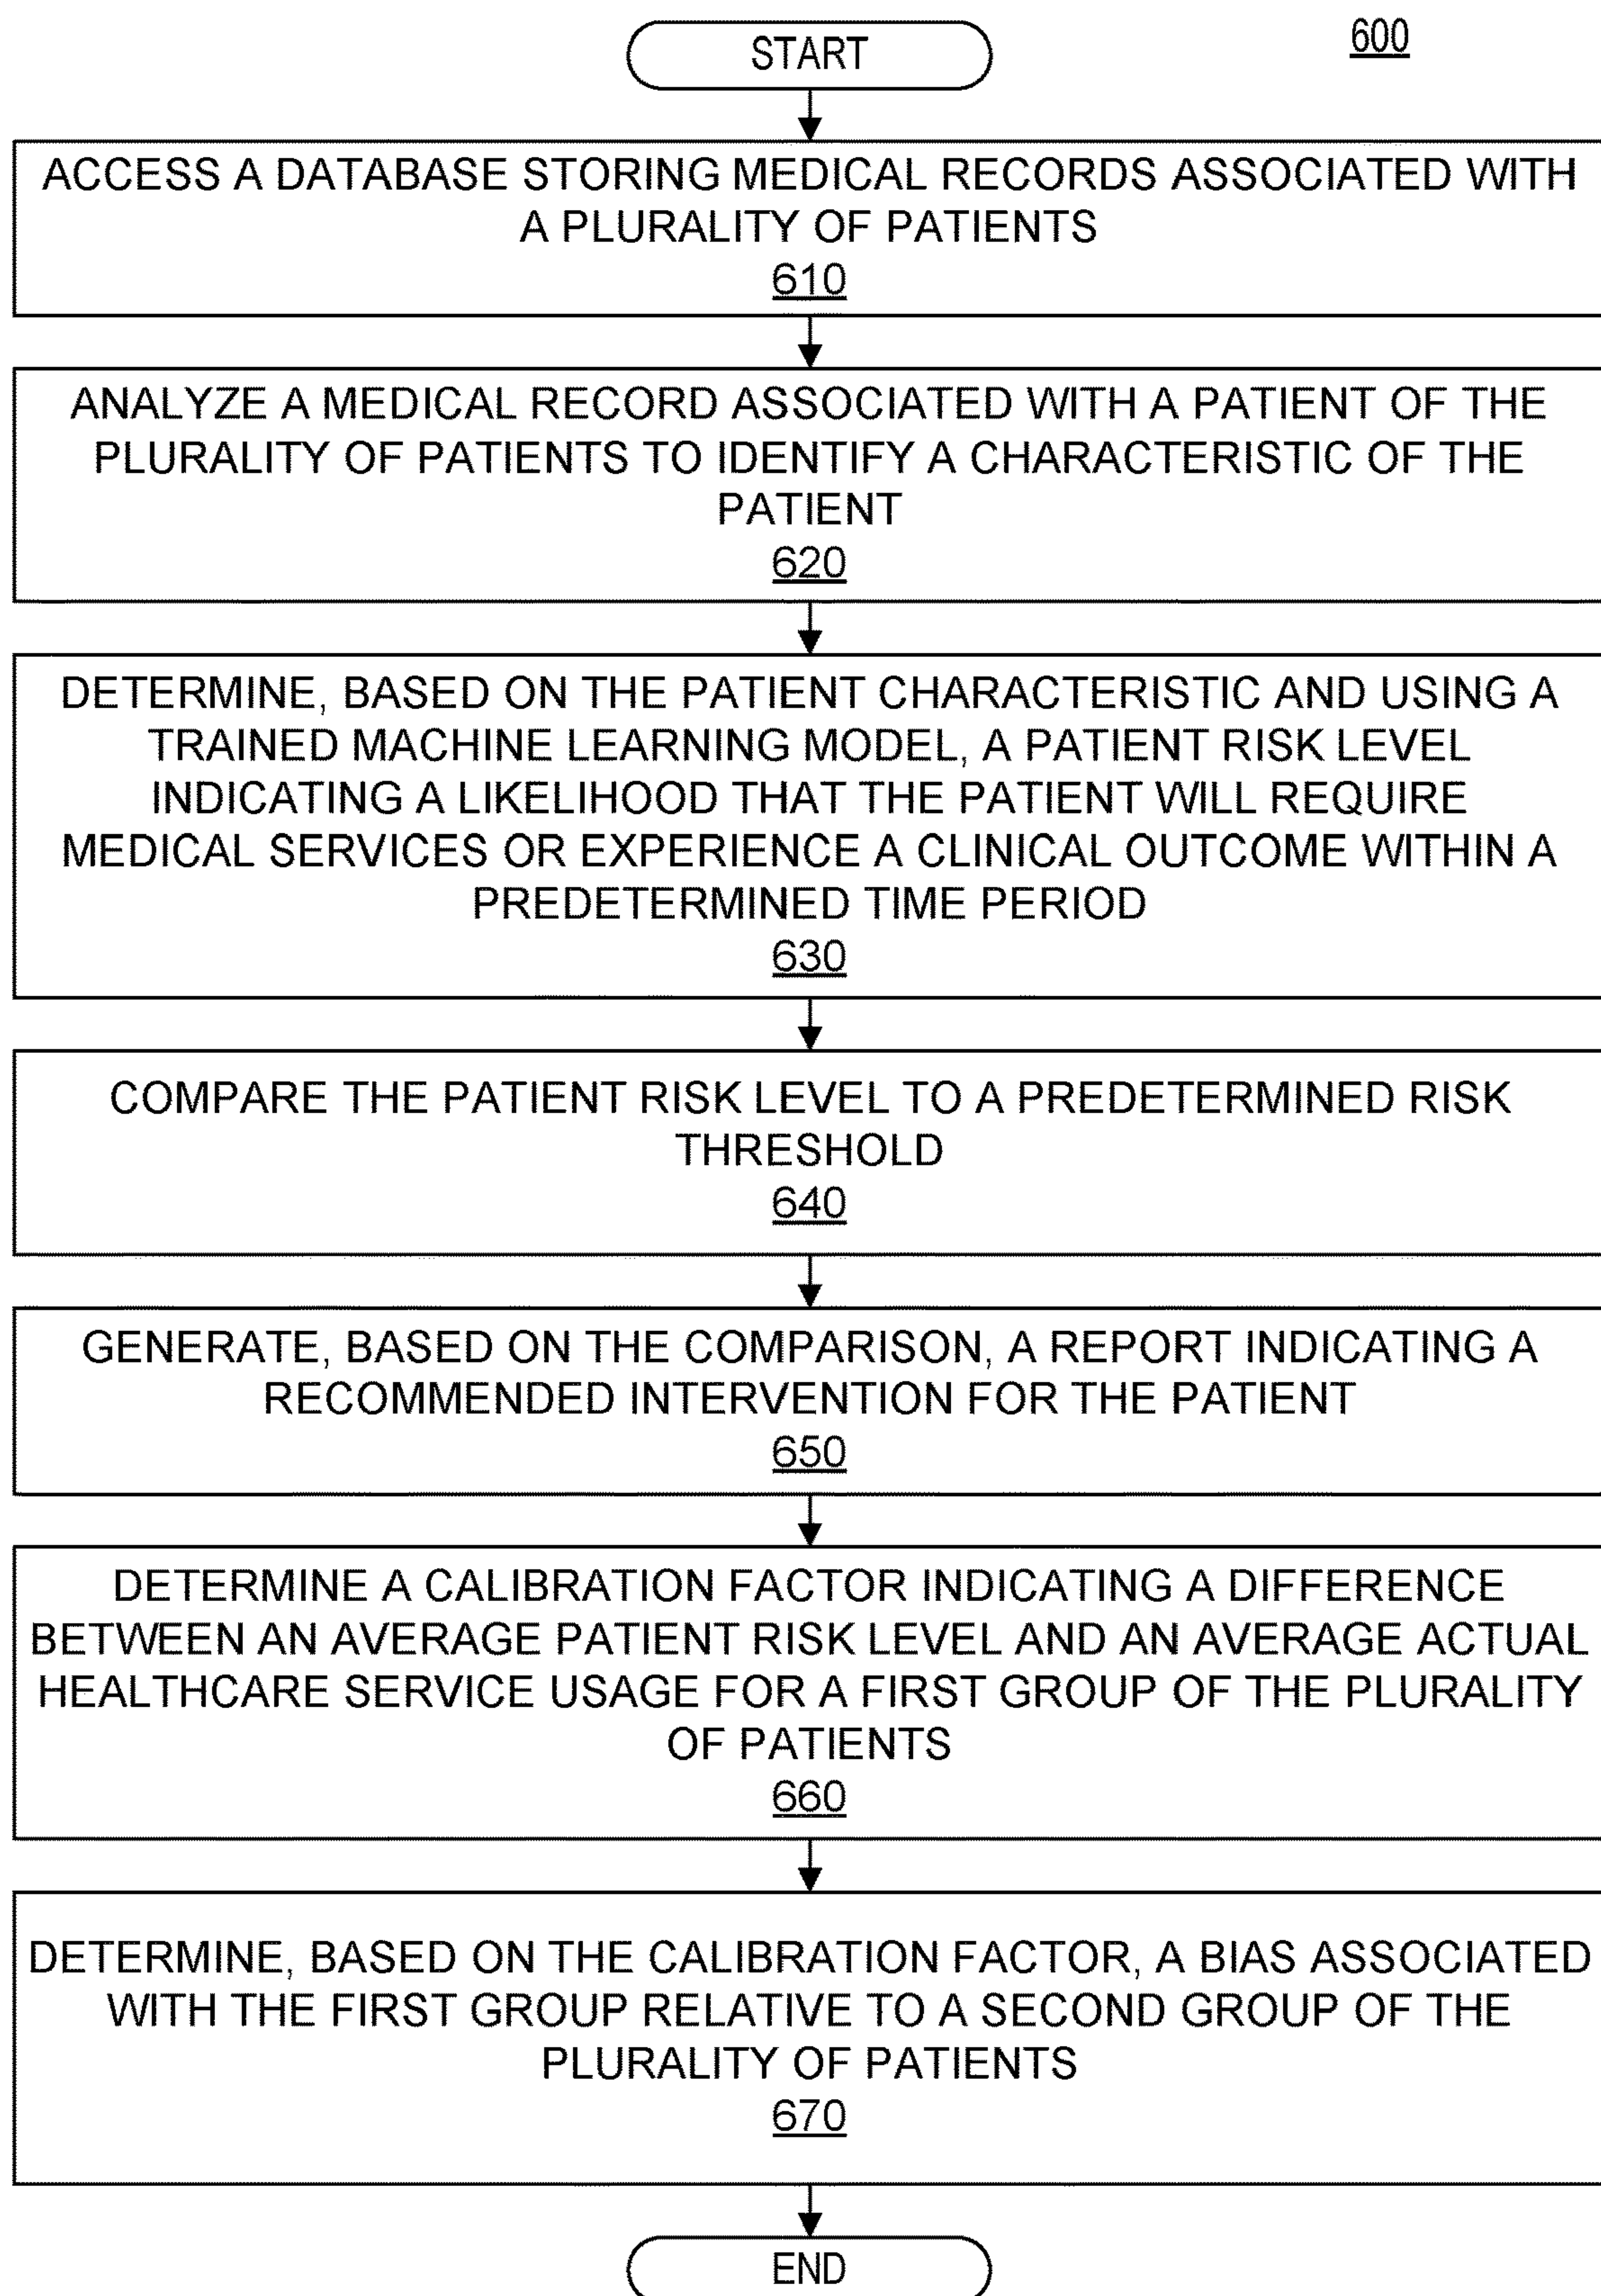 600
START
ACCESS A DATABASE STORING MEDICAL RECORDS ASSOCIATED WITH
A PLURALITY OF PATIENTS
610
ANALYZE A MEDICAL RECORD ASSOCIATED WITH A PATIENT OF THE
PLURALITY OF PATIENTS TO IDENTIFY A CHARACTERISTIC OF THE
PATIENT
620
DETERMINE, BASED ON THE PATIENT CHARACTERISTIC AND USING A
TRAINED MACHINE LEARNING MODEL, A PATIENT RISK LEVEL
INDICATING A LIKELIHOOD THAT THE PATIENT WILL REQUIRE
MEDICAL SERVICES OR EXPERIENCE A CLINICAL OUTCOME WITHIN A
PREDETERMINED TIME PERIOD
630
COMPARE THE PATIENT RISK LEVEL TO A PREDETERMINED RISK
THRESHOLD
640
GENERATE, BASED ON THE COMPARISON, A REPORT INDICATING A
RECOMMENDED INTERVENTION FOR THE PATIENT
650
DETERMINE A CALIBRATION FACTOR INDICATING A DIFFERENCE
BETWEEN AN AVERAGE PATIENT RISK LEVEL AND AN AVERAGE ACTUAL
HEALTHCARE SERVICE USAGE FOR A FIRST GROUP OF THE PLURALITY
OF PATIENTS
660
DETERMINE, BASED ON THE CALIBRATION FACTOR, A BIAS ASSOCIATED
WITH THE FIRST GROUP RELATIVE TO A SECOND GROUP OF THE
PLURALITY OF PATIENTS
670
END